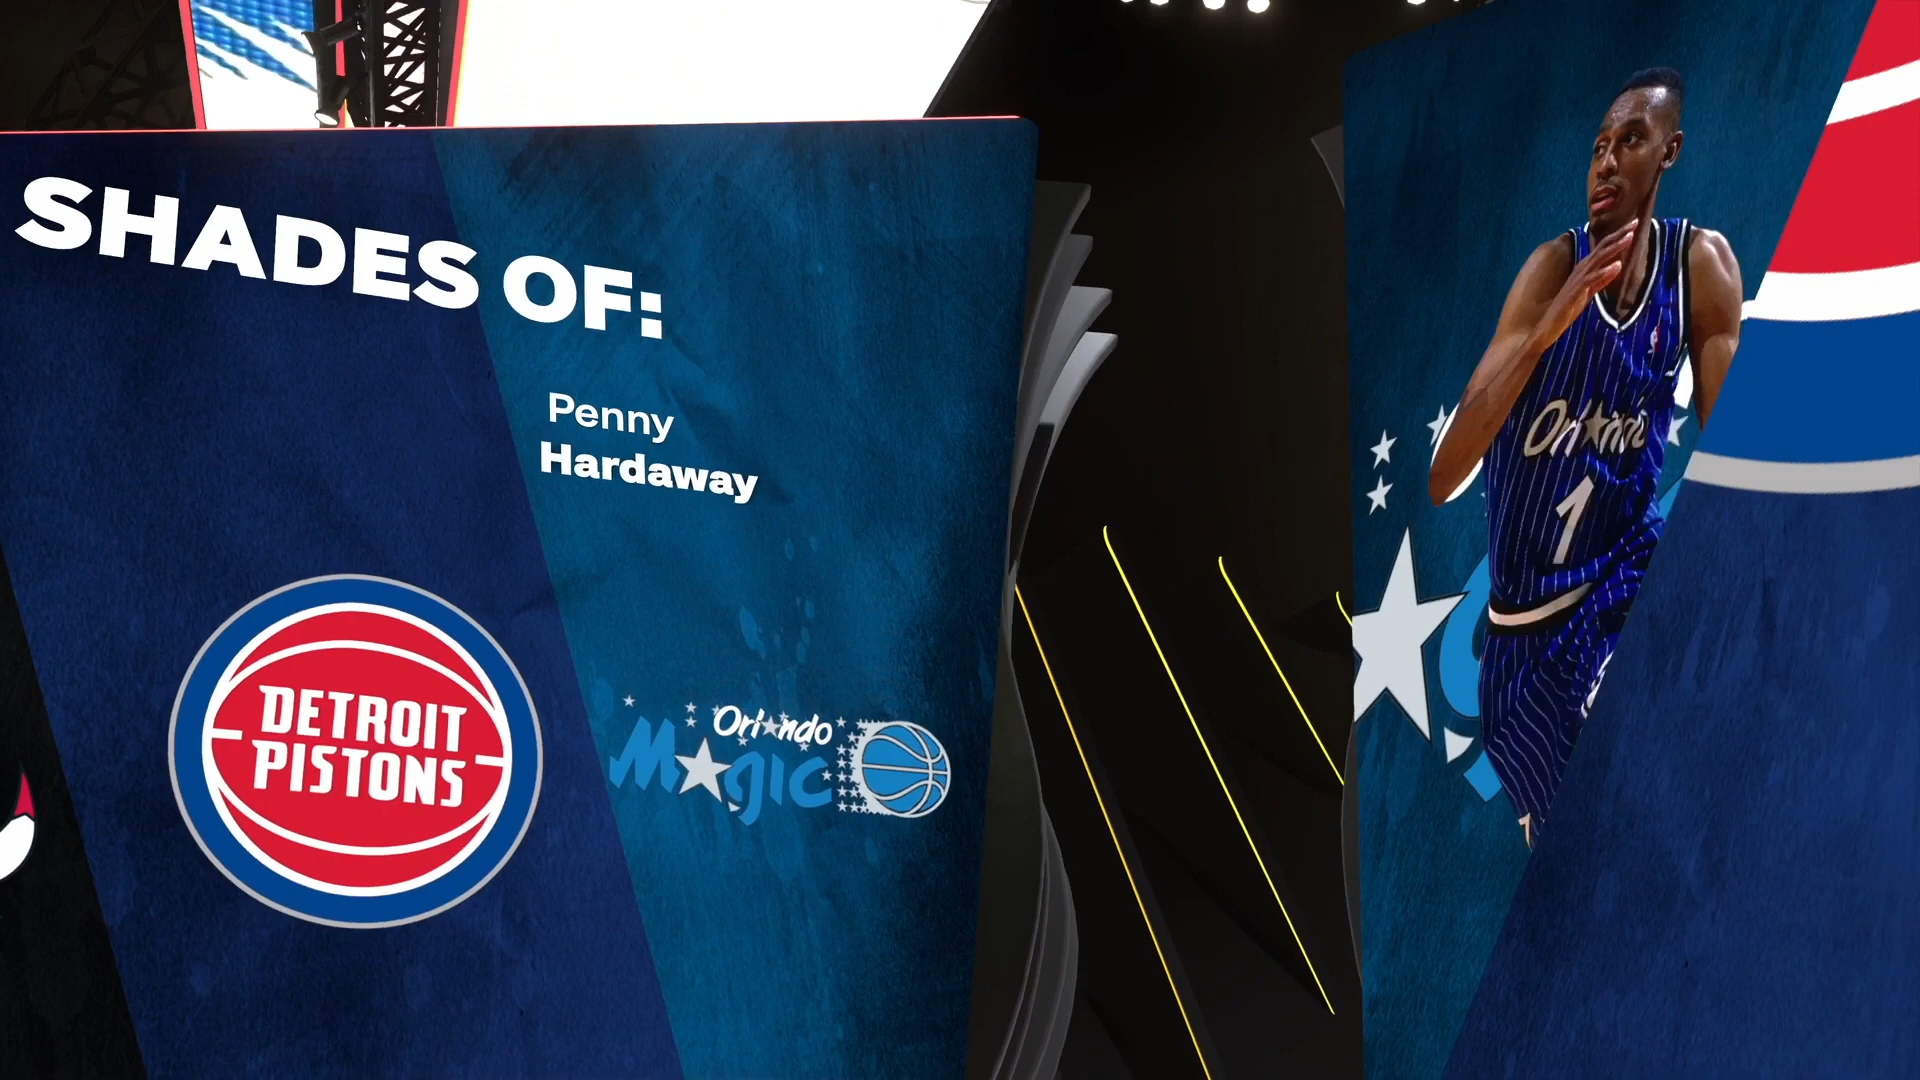 SHADES OF:
Penny
Hardaway
DETROIT
PISTONS
Orlando
Magic
Orlando
1